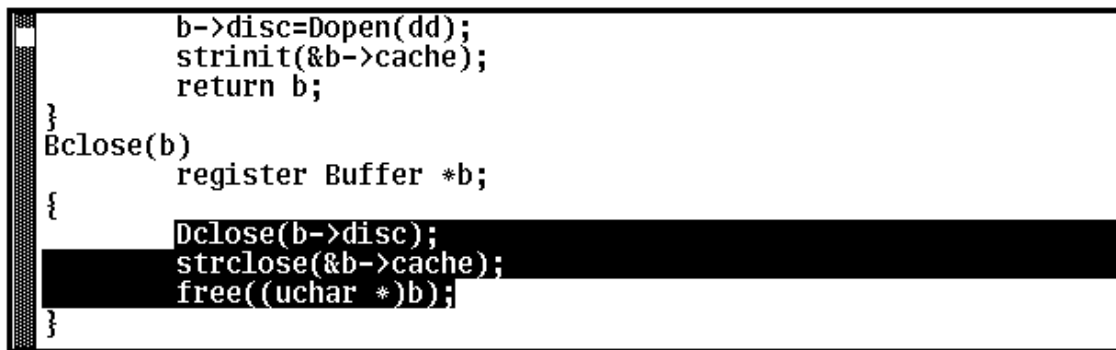 b->disc=Dopen(dd);
strinit(&b->cache);
return b;
}
Bclose(b)
register Buffer *b;
{
Dclose(b->disc);
strclose(&b->cache);
free((uchar *)b);
}